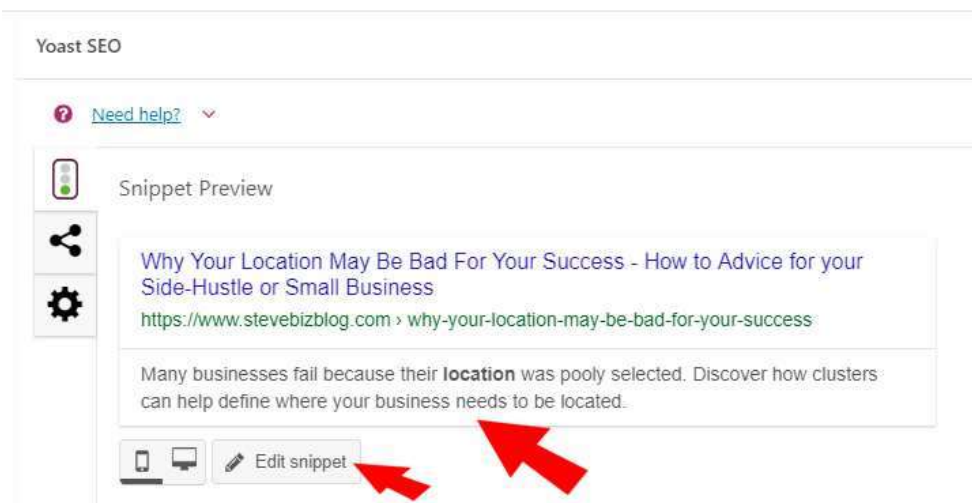 Yoast SEO
Need help?
Snippet Preview
Why Your Location May Be Bad For Your Success - How to Advice for your
Side-Hustle or Small Business
https://www.stevebizblog.com › why-your-location-may-be-bad-for-your-success
Many businesses fail because their location was pooly selected. Discover how clusters
can help define where your business needs to be located.
Edit snippet